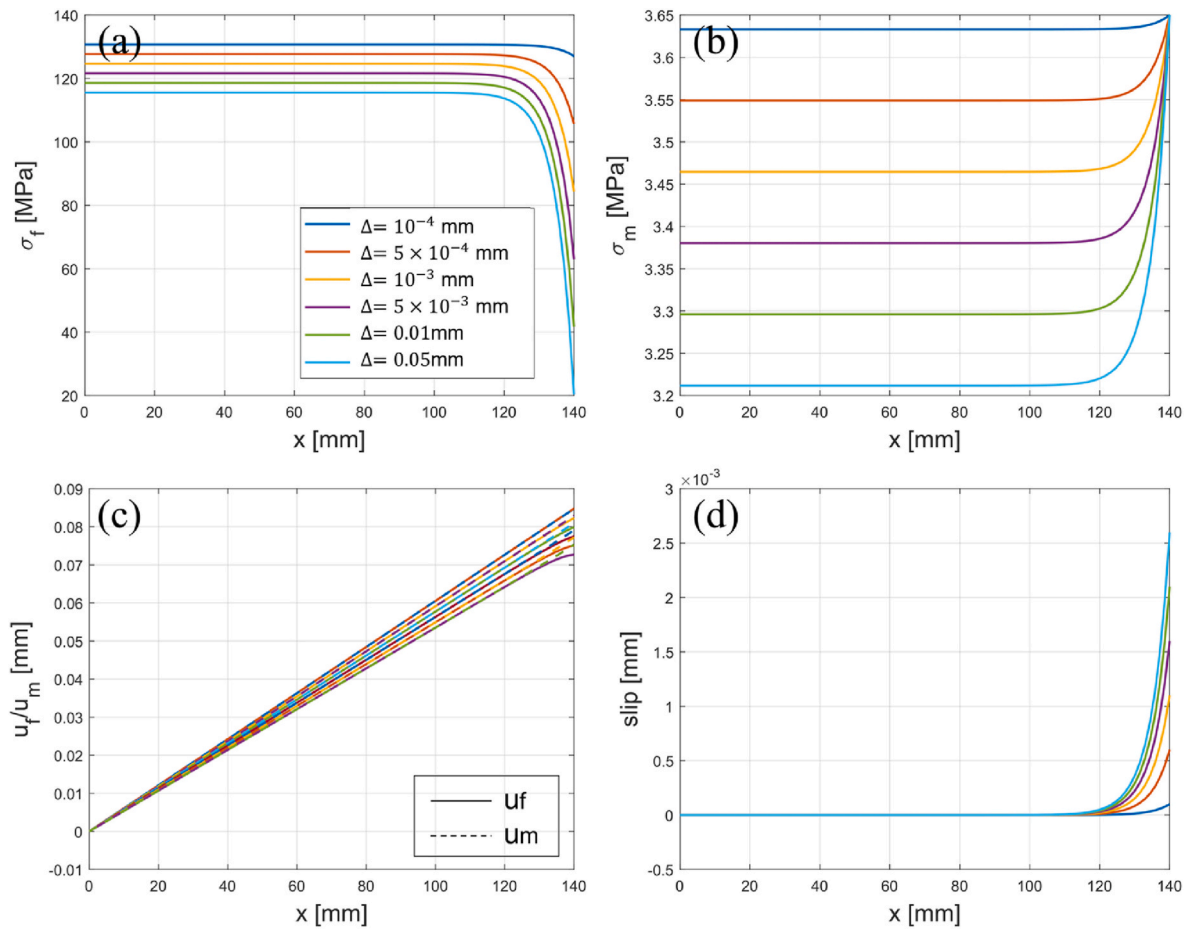 (a)
140
120
100
80
60
40
20
σf [MPa]
0 20 40 60 80 100 120 140
x [mm]
Δ= 10⁻⁴ mm
Δ= 5 × 10⁻⁴ mm
Δ= 10⁻³ mm
Δ= 5 × 10⁻³ mm
Δ= 0.01mm
Δ= 0.05mm
(b)
3.65
3.6
3.55
3.5
3.45
3.4
3.35
3.3
3.25
3.2
σm [MPa]
0 20 40 60 80 100 120 140
x [mm]
(c)
0.09
0.08
0.07
0.06
0.05
0.04
0.03
0.02
0.01
0
-0.01
uf/um [mm]
0 20 40 60 80 100 120 140
x [mm]
uf
um
(d)
×10⁻³
3
2.5
2
1.5
1
0.5
0
-0.5
slip [mm]
0 20 40 60 80 100 120 140
x [mm]